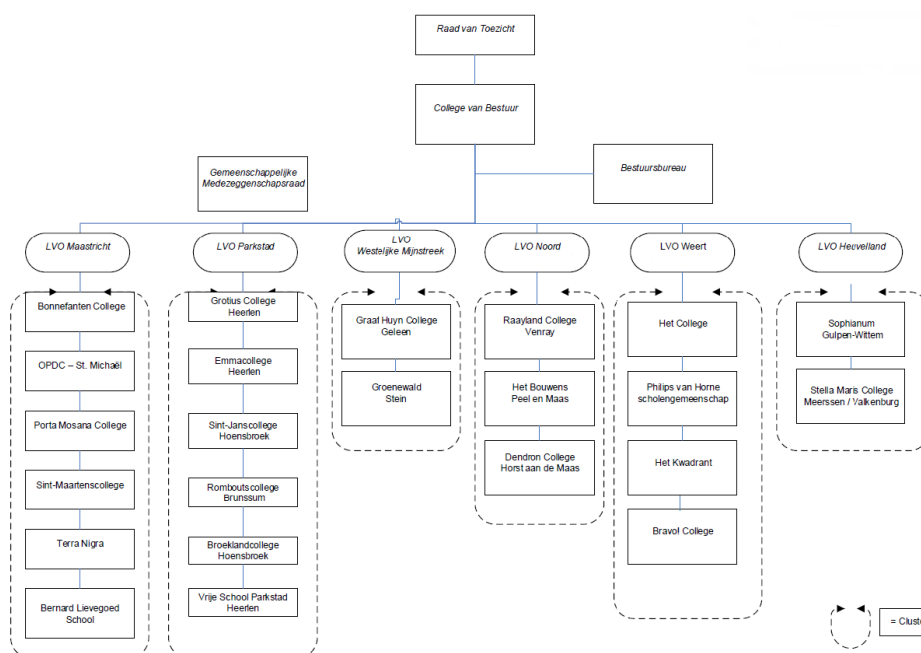 Raad van Toezicht
College van Bestuur
Gemeenschappelijke
Medezeggenschapsraad
Bestuursbureau
LVO Maastricht
LVO Parkstad
LVO
Westelijke Mijnstreek
LVO Noord
LVO Weert
LVO Heuvelland
Bonnefanten College
OPDC – St. Michaël
Porta Mosana College
Sint-Maartenscollege
Terra Nigra
Bernard Lievegoed
School
Grotius College
Heerlen
Emmacollege
Heerlen
Sint-Janscollege
Hoensbroek
Romboutscollege
Brunssum
Broeklandcollege
Hoensbroek
Vrije School Parkstad
Heerlen
Graaf Huyn College
Geleen
Groenewald
Stein
Raayland College
Venray
Het Bouwens
Peel en Maas
Dendron College
Horst aan de Maas
Het College
Philips van Horne
scholengemeenschap
Het Kwadrant
Bravo! College
Sophianum
Gulpen-Wittem
Stella Maris College
Meerssen / Valkenburg
= Cluste